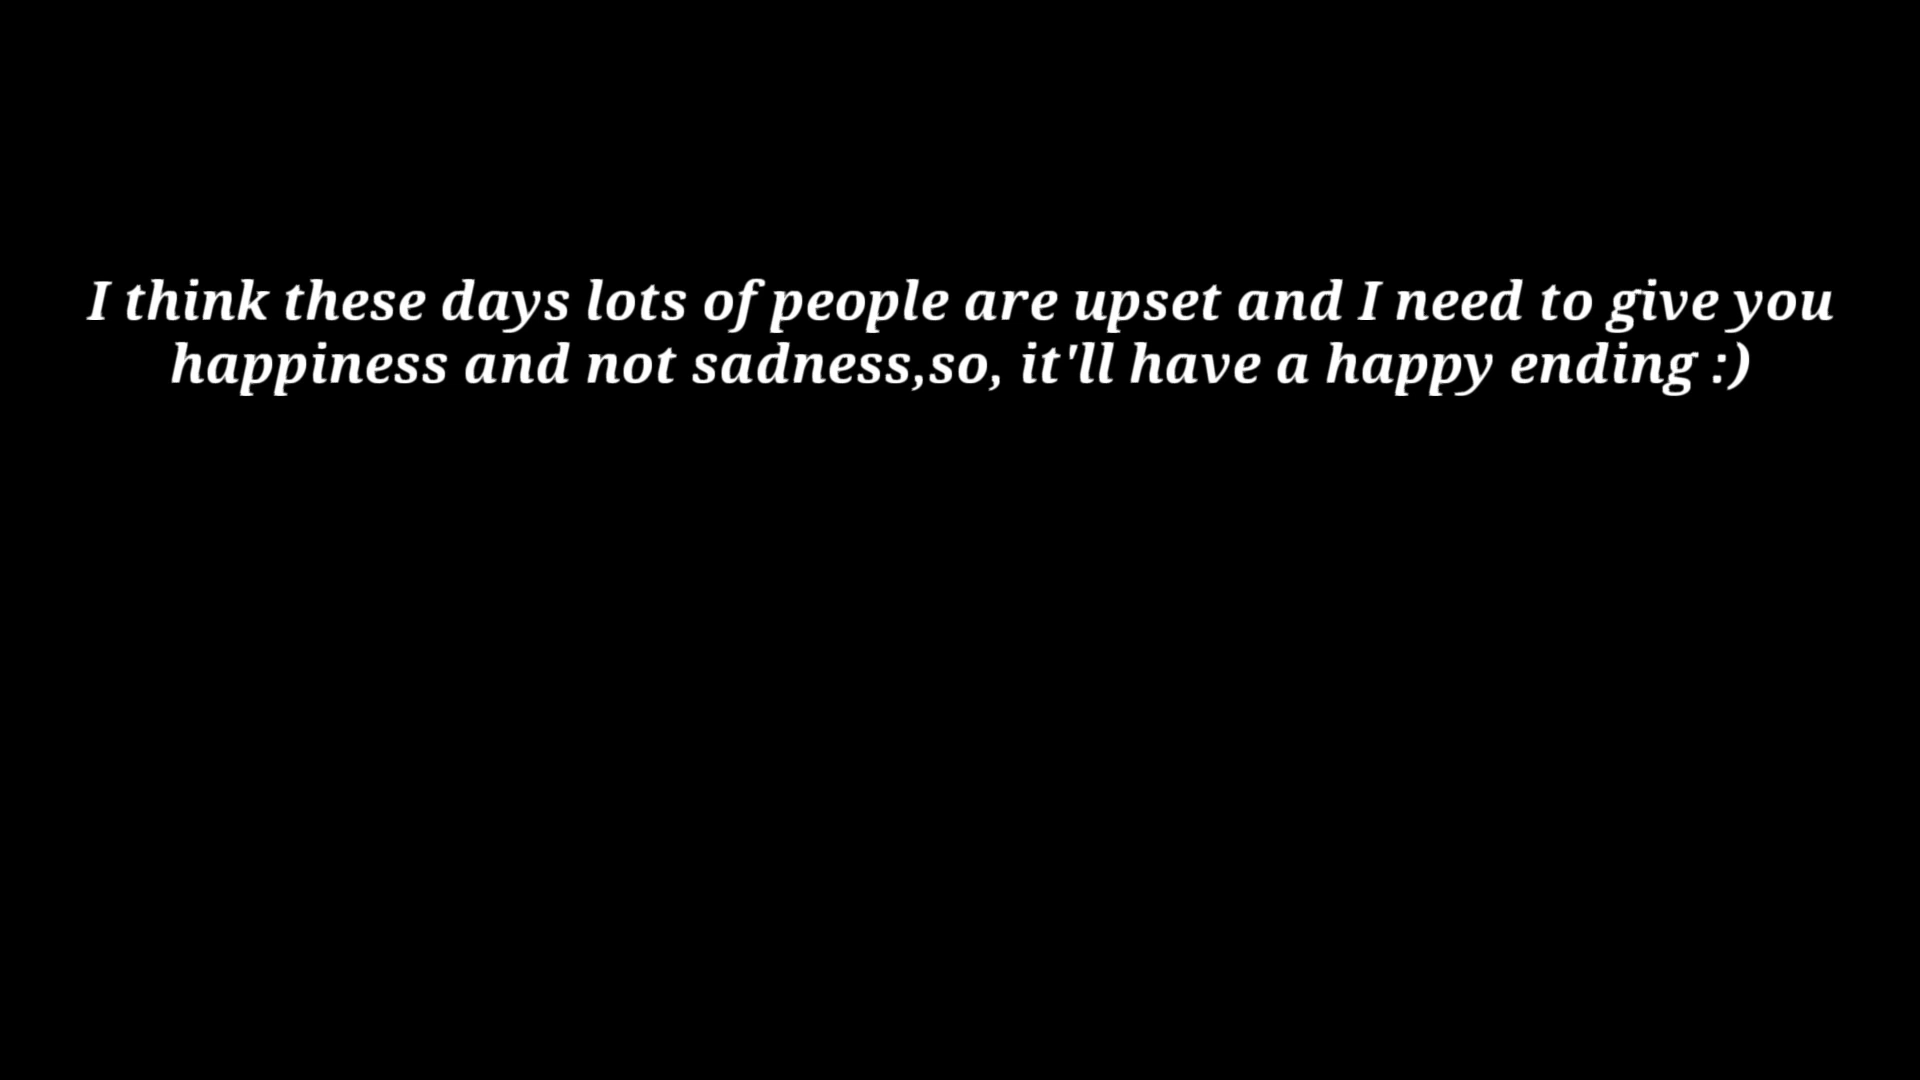 I think these days lots of people are upset and I need to give you
happiness and not sadness,so, it'll have a happy ending :)